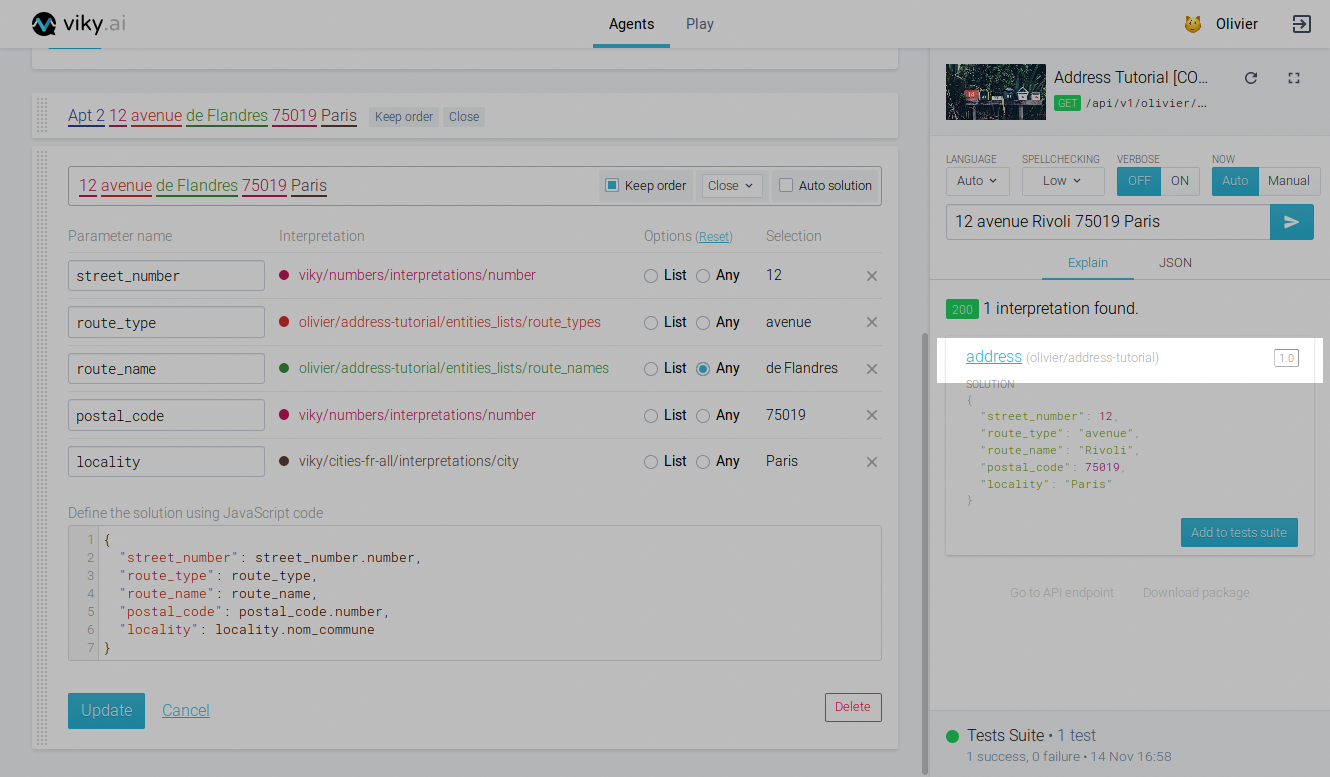 viky.ai
Agents
Play
Olivier
Apt 2 12 avenue de Flandres 75019 Paris
Keep order
Close
12 avenue de Flandres 75019 Paris
Keep order
Close
Auto solution
Parameter name
Interpretation
Options (Reset)
Selection
street_number
viky/numbers/interpretations/number
List
Any
12
route_type
olivier/address-tutorial/entities_lists/route_types
List
Any
avenue
route_name
olivier/address-tutorial/entities_lists/route_names
List
Any
de Flandres
postal_code
viky/numbers/interpretations/number
List
Any
75019
locality
viky/cities-fr-all/interpretations/city
List
Any
Paris
Define the solution using JavaScript code
1 {
2 "street_number": street_number.number,
3 "route_type": route_type,
4 "route_name": route_name,
5 "postal_code": postal_code.number,
6 "locality": locality.nom_commune
7 }
Update
Cancel
Delete
Address Tutorial [CO...
GET /api/v1/olivier/...
LANGUAGE
SPELLCHECKING
VERBOSE
NOW
Auto
Low
OFF
ON
Auto
Manual
12 avenue Rivoli 75019 Paris
Explain
JSON
200 1 interpretation found.
address (olivier/address-tutorial)
1.0
SOLUTION
{
"street_number": 12,
"route_type": "avenue",
"route_name": "Rivoli",
"postal_code": 75019,
"locality": "Paris"
}
Add to tests suite
Go to API endpoint
Download package
Tests Suite • 1 test
1 success, 0 failure • 14 Nov 16:58